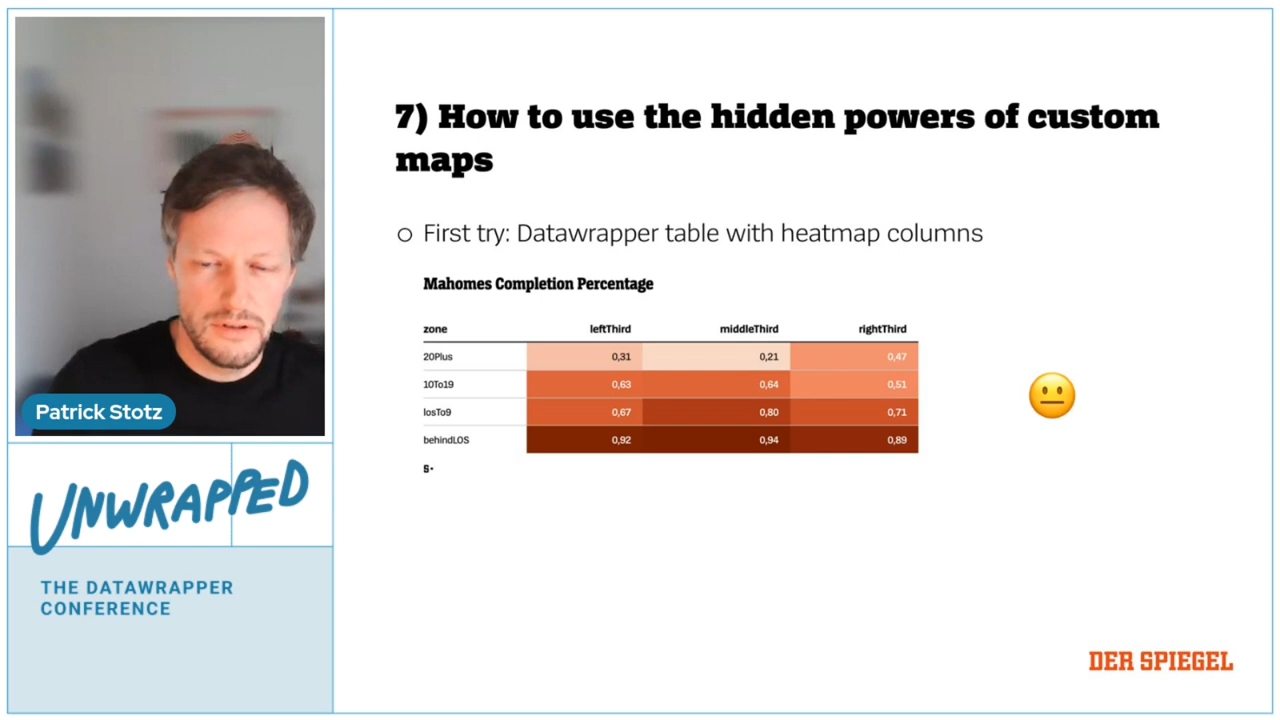 Patrick Stotz
UNWRAPPED
THE DATAWRAPPER
CONFERENCE
7) How to use the hidden powers of custom
maps
First try: Datawrapper table with heatmap columns
Mahomes Completion Percentage
zone leftThird middleThird rightThird
20Plus 0,31 0,21 0,47
10To19 0,63 0,64 0,51
losTo9 0,67 0,80 0,71
behindLOS 0,92 0,94 0,89
S+
DER SPIEGEL